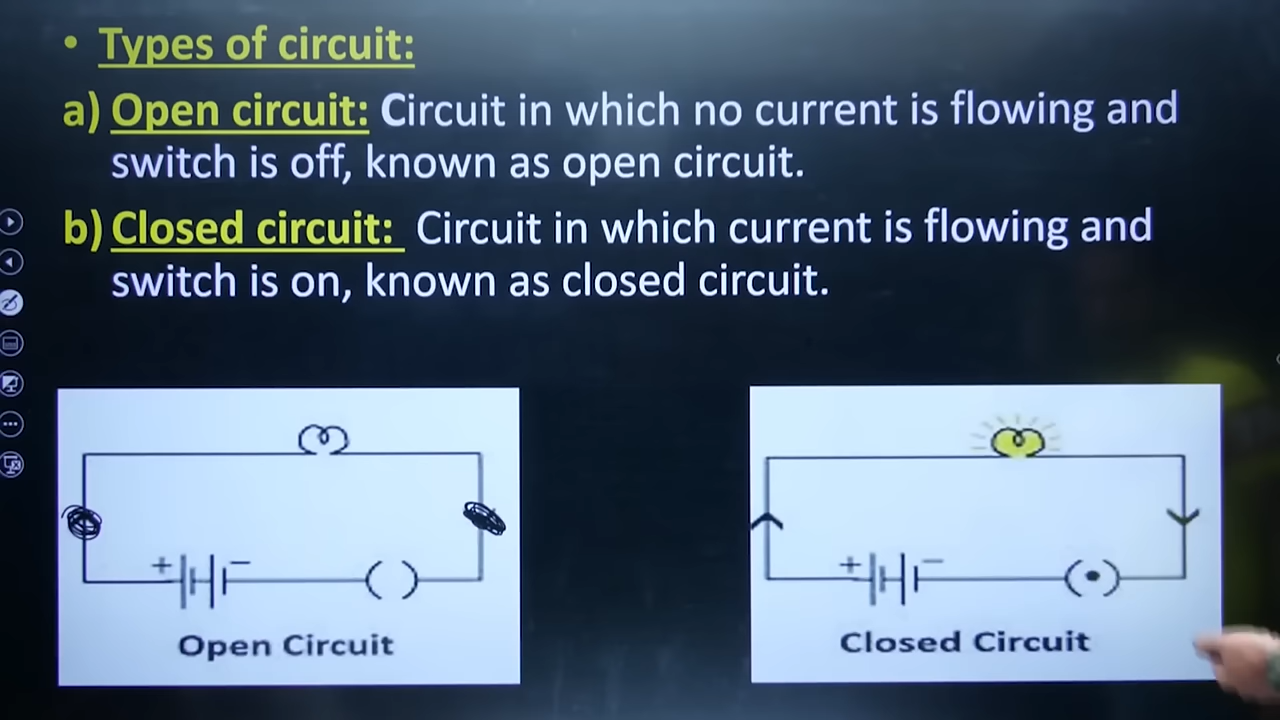 • Types of circuit:
a) Open circuit: Circuit in which no current is flowing and
switch is off, known as open circuit.
b) Closed circuit: Circuit in which current is flowing and
switch is on, known as closed circuit.
+ −
( )
Open Circuit
+ −
(•)
Closed Circuit